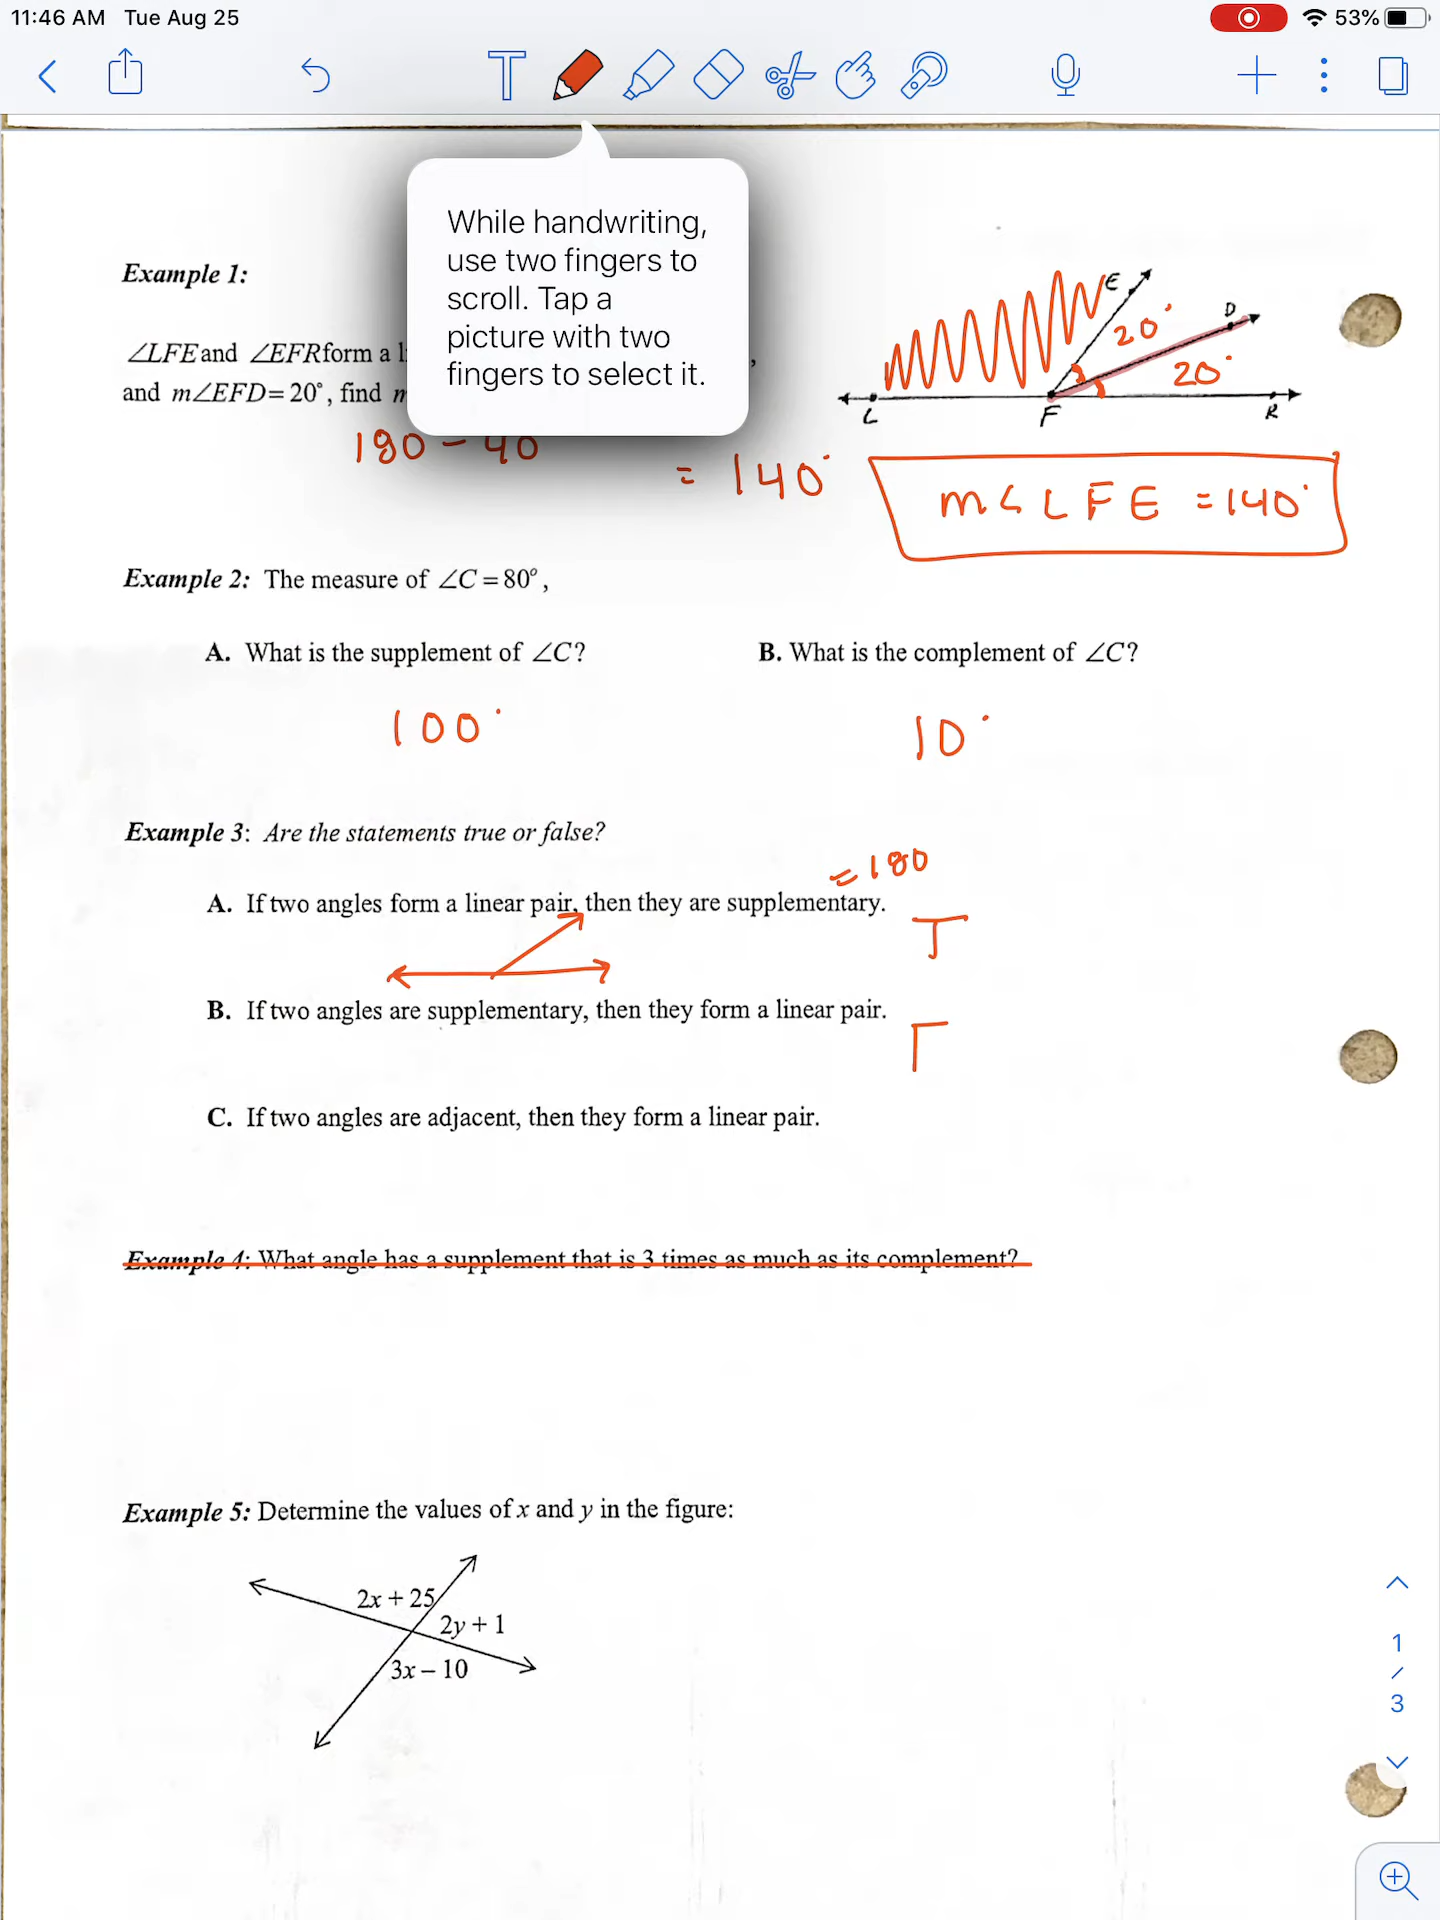 11:46 AM Tue Aug 25
53%
T
While handwriting,
use two fingers to
scroll. Tap a
picture with two
fingers to select it.
Example 1:
∠LFE and ∠EFR form a l
and m∠EFD = 20°, find m
180 - 40
= 140°
m∠LFE = 140°
E
20°
D
20°
L
F
R
Example 2: The measure of ∠C = 80°,
A. What is the supplement of ∠C?
B. What is the complement of ∠C?
100°
10°
Example 3: Are the statements true or false?
= 180
A. If two angles form a linear pair, then they are supplementary.
T
B. If two angles are supplementary, then they form a linear pair.
C. If two angles are adjacent, then they form a linear pair.
Example 4: What angle has a supplement that is 3 times as much as its complement?
Example 5: Determine the values of x and y in the figure:
2x + 25
2y + 1
3x – 10
1
/
3